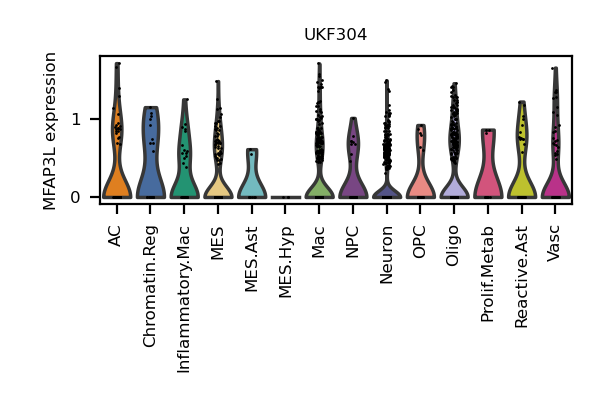 UKF304
MFAP3L expression
1
0
AC
Chromatin.Reg
Inflammatory.Mac
MES
MES.Ast
MES.Hyp
Mac
NPC
Neuron
OPC
Oligo
Prolif.Metab
Reactive.Ast
Vasc